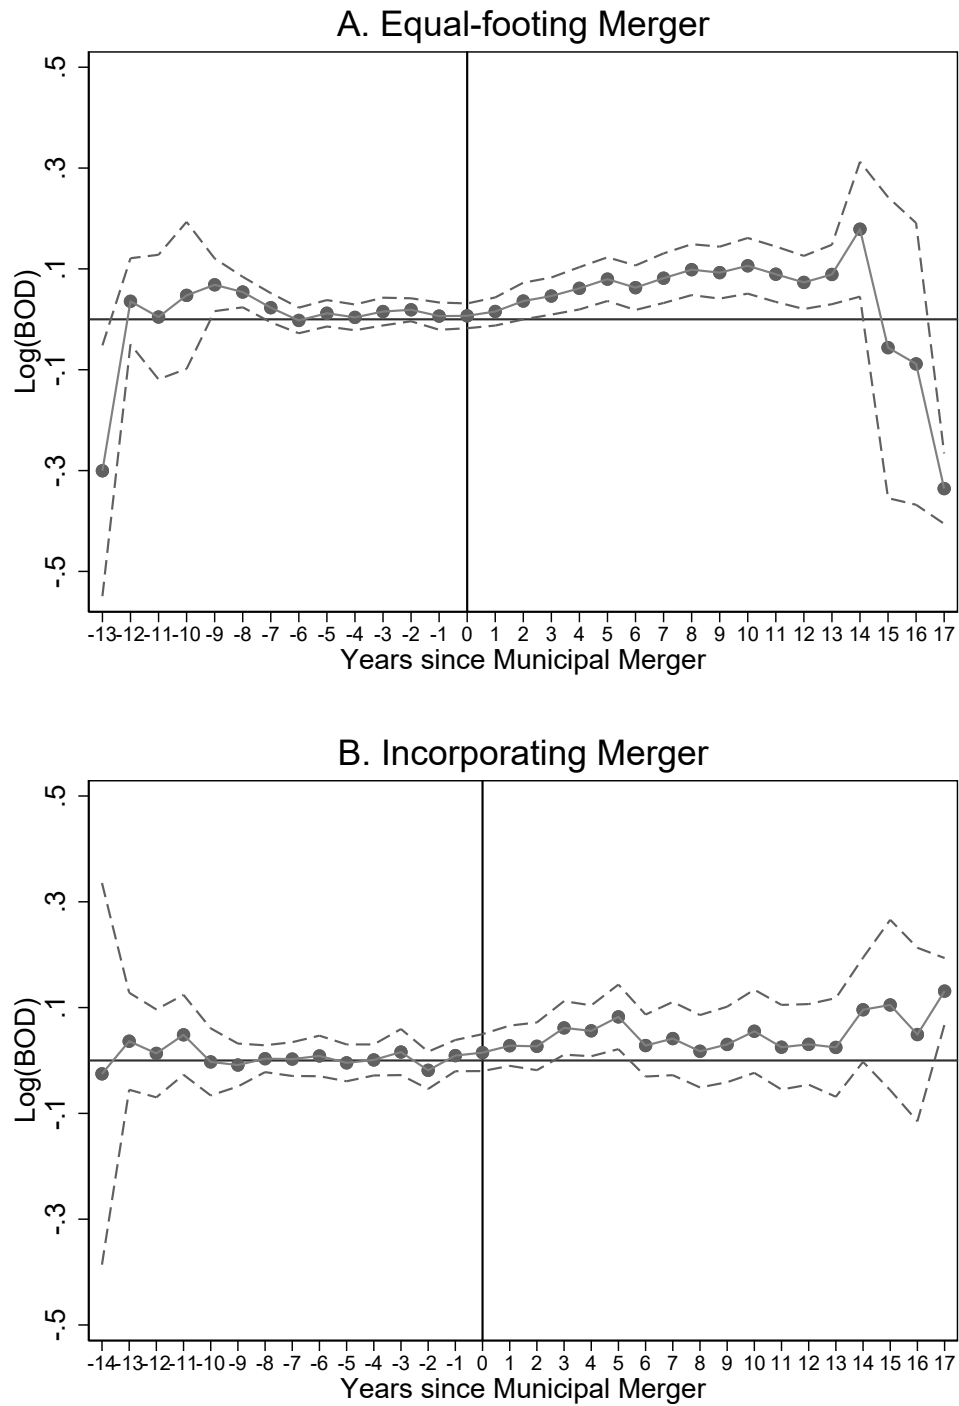 A. Equal-footing Merger
.5
.3
.1
-.1
-.3
-.5
Log(BOD)
-13 -12 -11 -10 -9 -8 -7 -6 -5 -4 -3 -2 -1 0 1 2 3 4 5 6 7 8 9 10 11 12 13 14 15 16 17
Years since Municipal Merger
B. Incorporating Merger
.5
.3
.1
-.1
-.3
-.5
Log(BOD)
-14 -13 -12 -11 -10 -9 -8 -7 -6 -5 -4 -3 -2 -1 0 1 2 3 4 5 6 7 8 9 10 11 12 13 14 15 16 17
Years since Municipal Merger